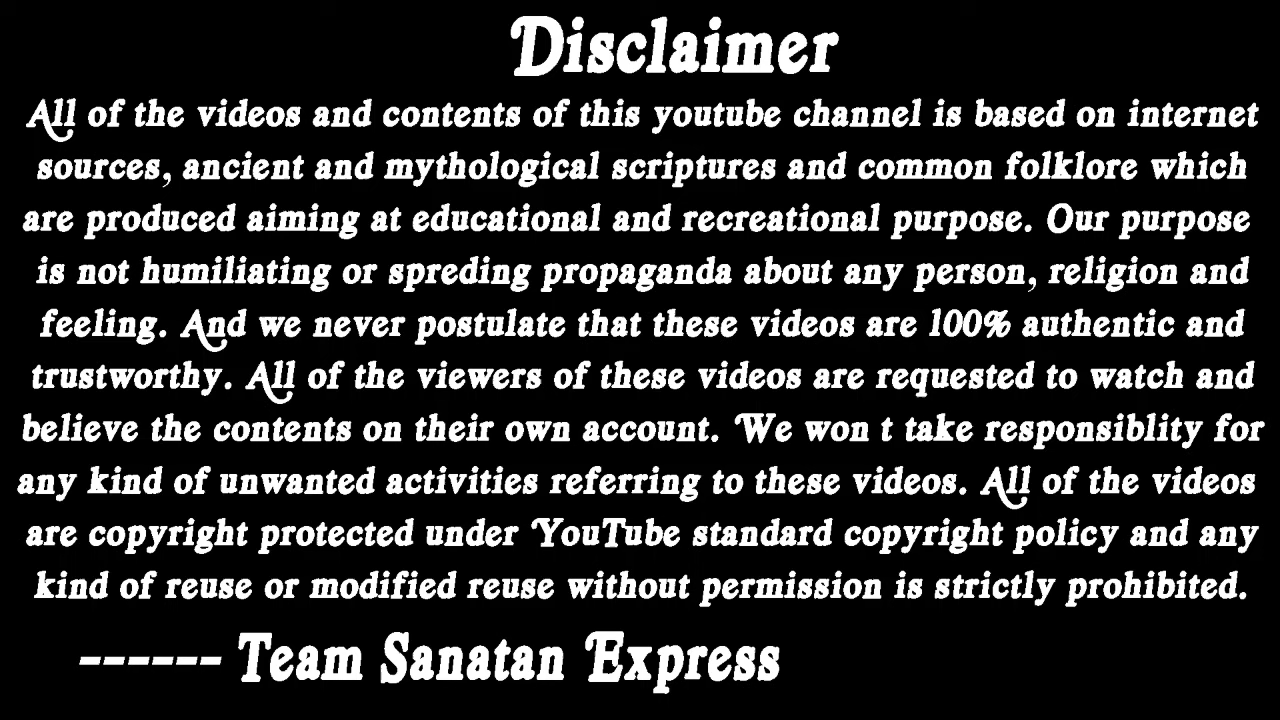 Disclaimer
All of the videos and contents of this youtube channel is based on internet
sources, ancient and mythological scriptures and common folklore which
are produced aiming at educational and recreational purpose. Our purpose
is not humiliating or spreding propaganda about any person, religion and
feeling. And we never postulate that these videos are 100% authentic and
trustworthy. All of the viewers of these videos are requested to watch and
believe the contents on their own account. We won t take responsiblity for
any kind of unwanted activities referring to these videos. All of the videos
are copyright protected under YouTube standard copyright policy and any
kind of reuse or modified reuse without permission is strictly prohibited.
------ Team Sanatan Express